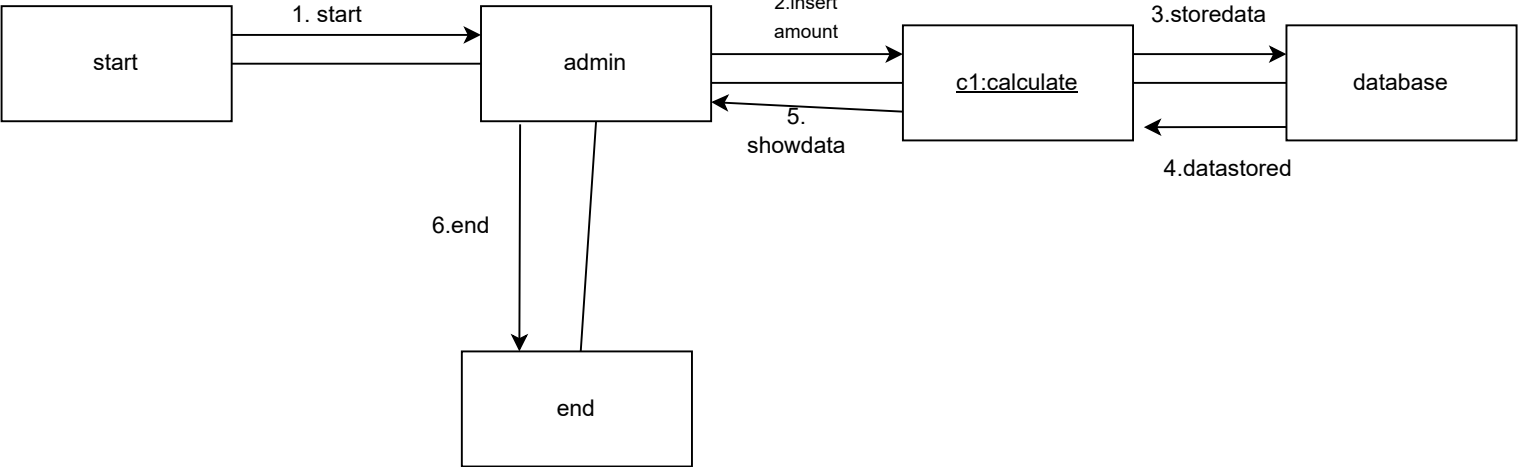 1. start
2.insert
amount
3.storedata
start
admin
c1:calculate
database
5.
showdata
4.datastored
6.end
end